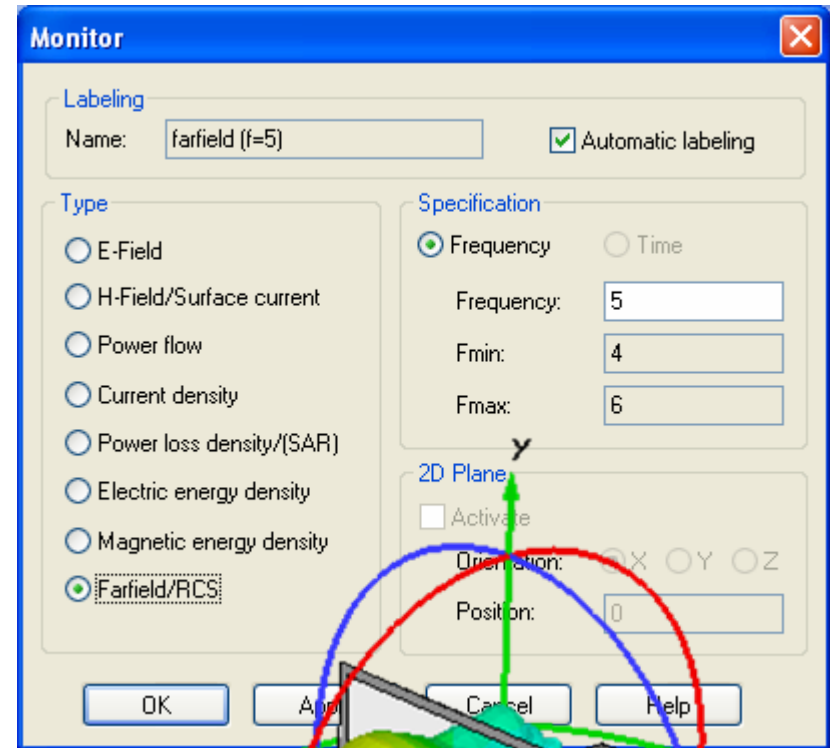 Monitor
Labeling
Name: farfield (f=5) Automatic labeling
Type
E-Field
H-Field/Surface current
Power flow
Current density
Power loss density/(SAR)
Electric energy density
Magnetic energy density
Farfield/RCS
Specification
Frequency Time
Frequency: 5
Fmin: 4
Fmax: 6
y
2D Plane
Activate
Orientation: X Y Z
Position: 0
OK Cancel Help